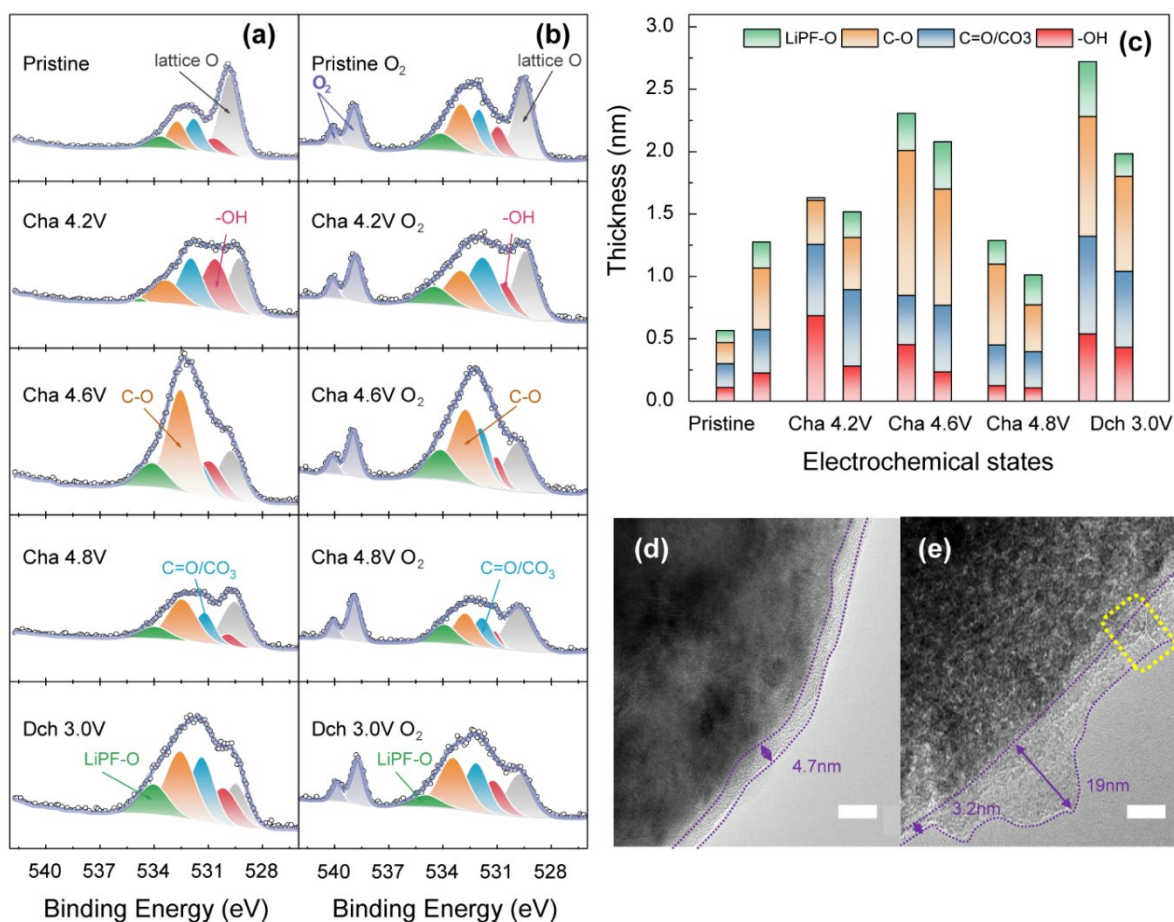 (a)
Pristine
lattice O
Cha 4.2V
-OH
Cha 4.6V
C-O
Cha 4.8V
C=O/CO3
Dch 3.0V
LiPF-O
540 537 534 531 528
Binding Energy (eV)
(b)
Pristine O2
O2
lattice O
Cha 4.2V O2
-OH
Cha 4.6V O2
C-O
Cha 4.8V O2
C=O/CO3
Dch 3.0V O2
LiPF-O
540 537 534 531 528
Binding Energy (eV)
(c)
LiPF-O C-O C=O/CO3 -OH
3.0
2.5
2.0
1.5
1.0
0.5
0.0
Thickness (nm)
Pristine Cha 4.2V Cha 4.6V Cha 4.8V Dch 3.0V
Electrochemical states
(d)
4.7nm
(e)
19nm
3.2nm